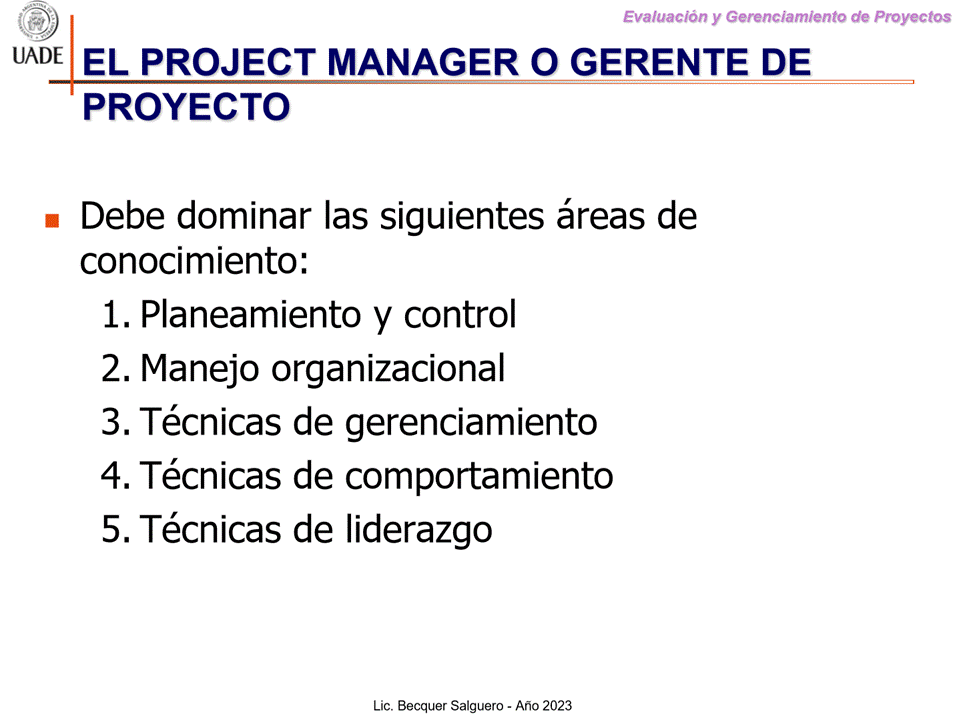 Evaluación y Gerenciamiento de Proyectos
UADE
EL PROJECT MANAGER O GERENTE DE
PROYECTO
Debe dominar las siguientes áreas de
conocimiento:
1. Planeamiento y control
2. Manejo organizacional
3. Técnicas de gerenciamiento
4. Técnicas de comportamiento
5. Técnicas de liderazgo
Lic. Becquer Salguero - Año 2023